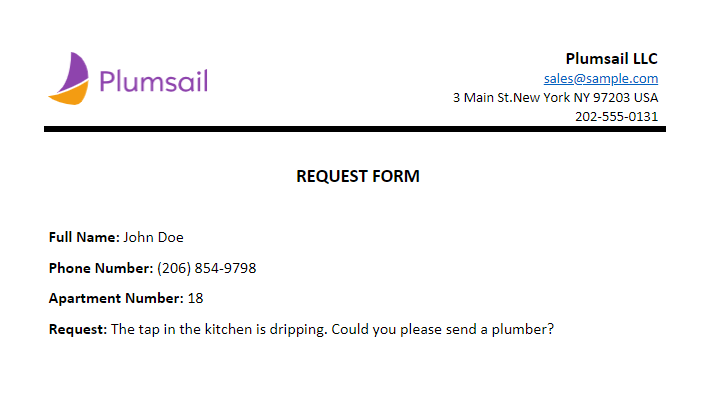 Plumsail
Plumsail LLC
sales@sample.com
3 Main St.New York NY 97203 USA
202-555-0131
REQUEST FORM
Full Name: John Doe
Phone Number: (206) 854-9798
Apartment Number: 18
Request: The tap in the kitchen is dripping. Could you please send a plumber?